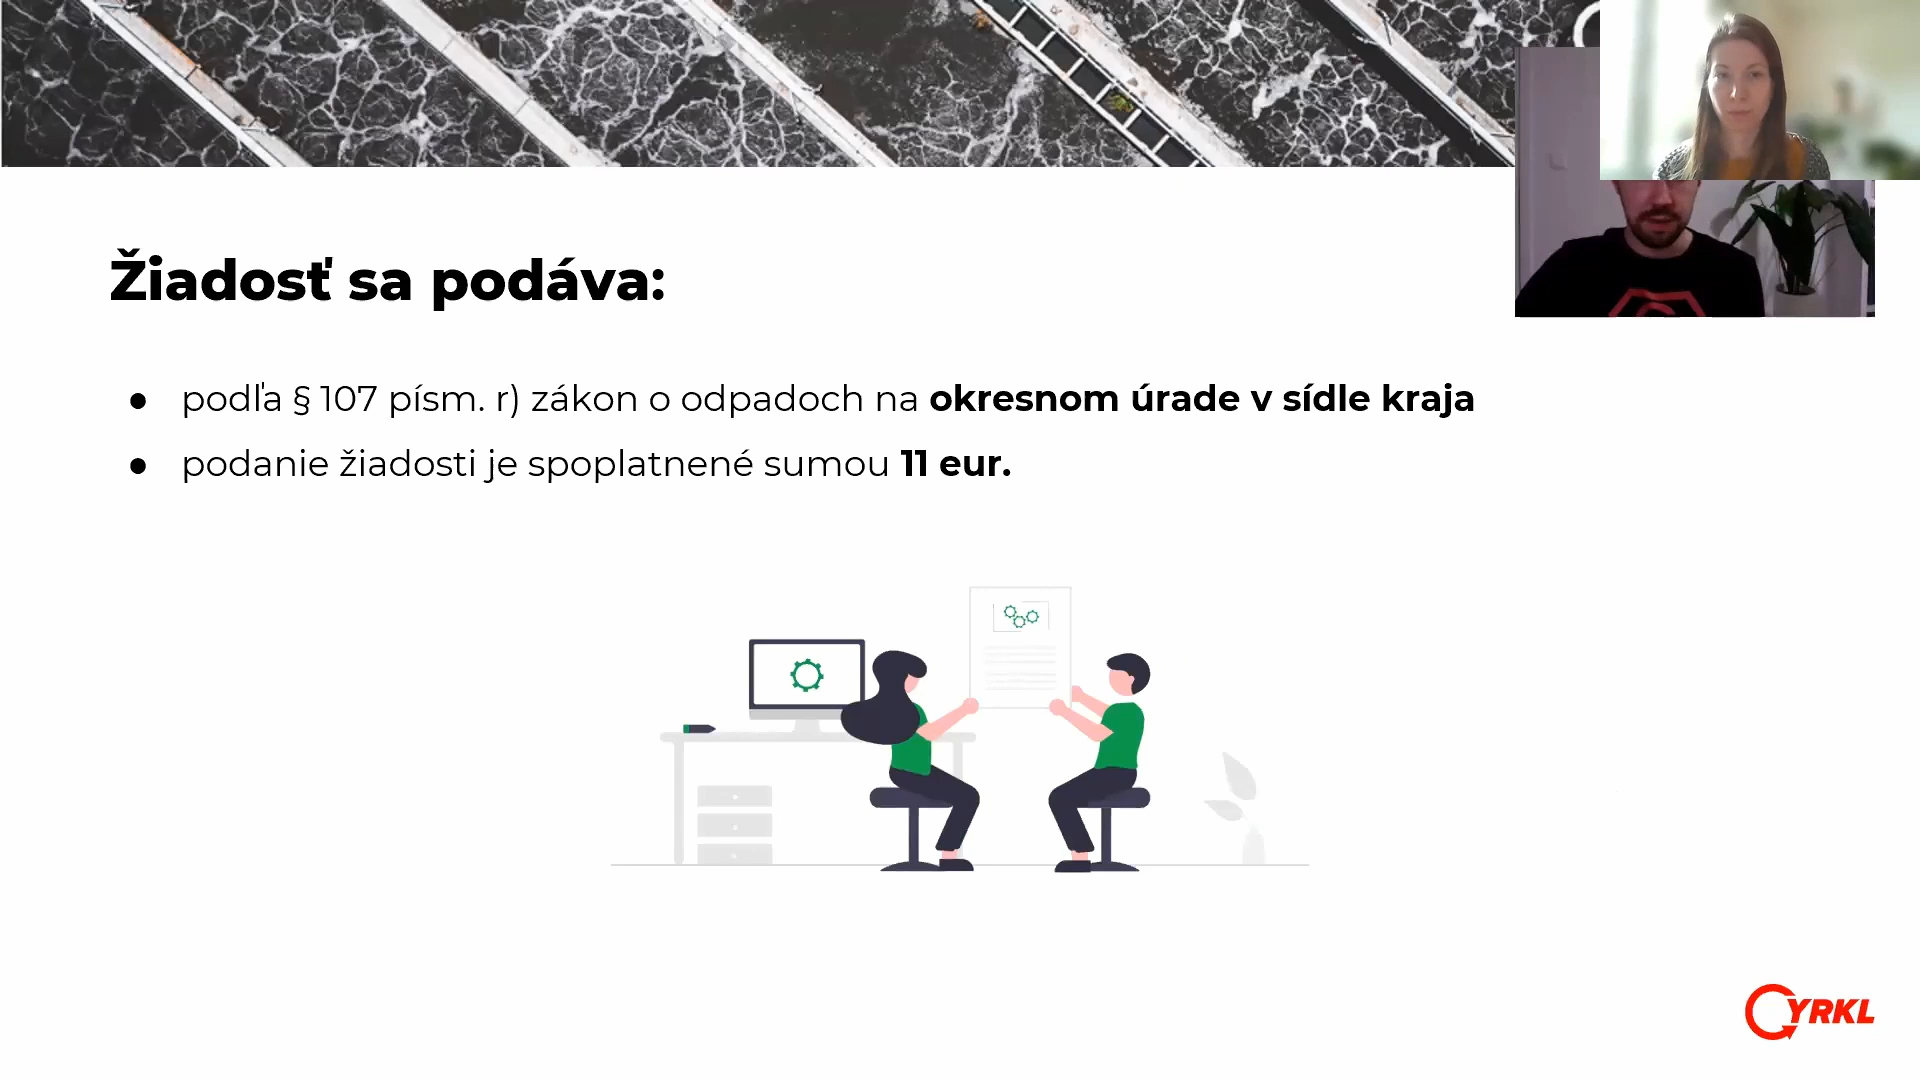 Žiadosť sa podáva:
● podľa § 107 písm. r) zákon o odpadoch na okresnom úrade v sídle kraja
● podanie žiadosti je spoplatnené sumou 11 eur.
CYRKL